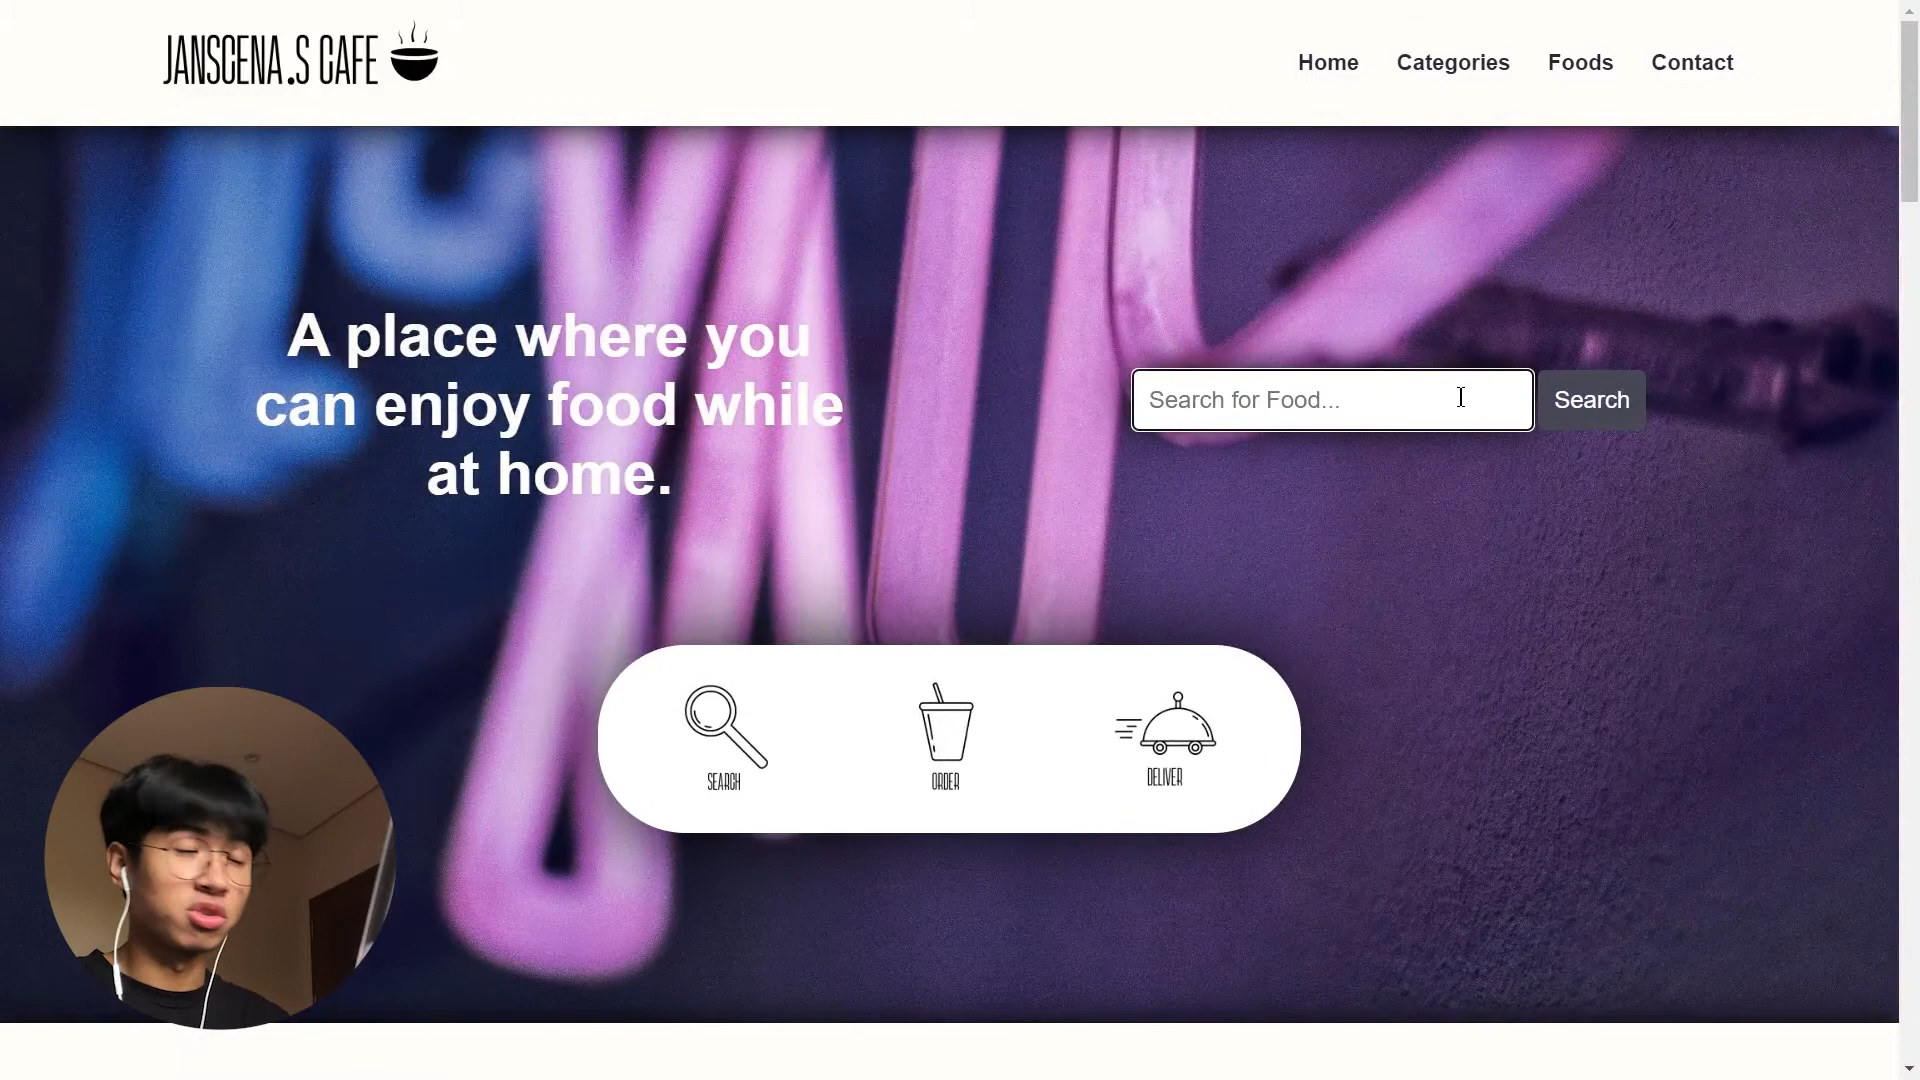 JANSCENA.S CAFE
Home Categories Foods Contact
A place where you
can enjoy food while
at home.
Search for Food...
Search
SEARCH
ORDER
DELIVER